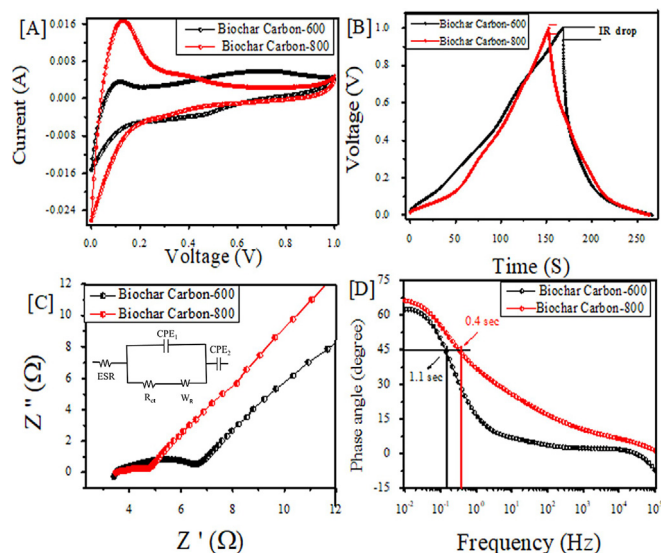 [A]
Biochar Carbon-600
Biochar Carbon-800
Current (A)
0.016
0.008
0.000
-0.008
-0.016
-0.024
0.0 0.2 0.4 0.6 0.8 1.0
Voltage (V)
[B]
Biochar Carbon-600
Biochar Carbon-800
IR drop
Voltage (V)
1.0
0.8
0.6
0.4
0.2
0.0
0 50 100 150 200 250
Time (S)
[C]
Biochar Carbon-600
Biochar Carbon-800
CPE1
CPE2
ESR
Rct
WR
Z'' (Ω)
12
10
8
6
4
2
0
4 6 8 10 12
Z ' (Ω)
[D]
Biochar Carbon-600
Biochar Carbon-800
0.4 sec
1.1 sec
Phase angle (degree)
90
75
60
45
30
15
0
-15
10⁻² 10⁻¹ 10⁰ 10¹ 10² 10³ 10⁴ 10⁵
Frequency (Hz)